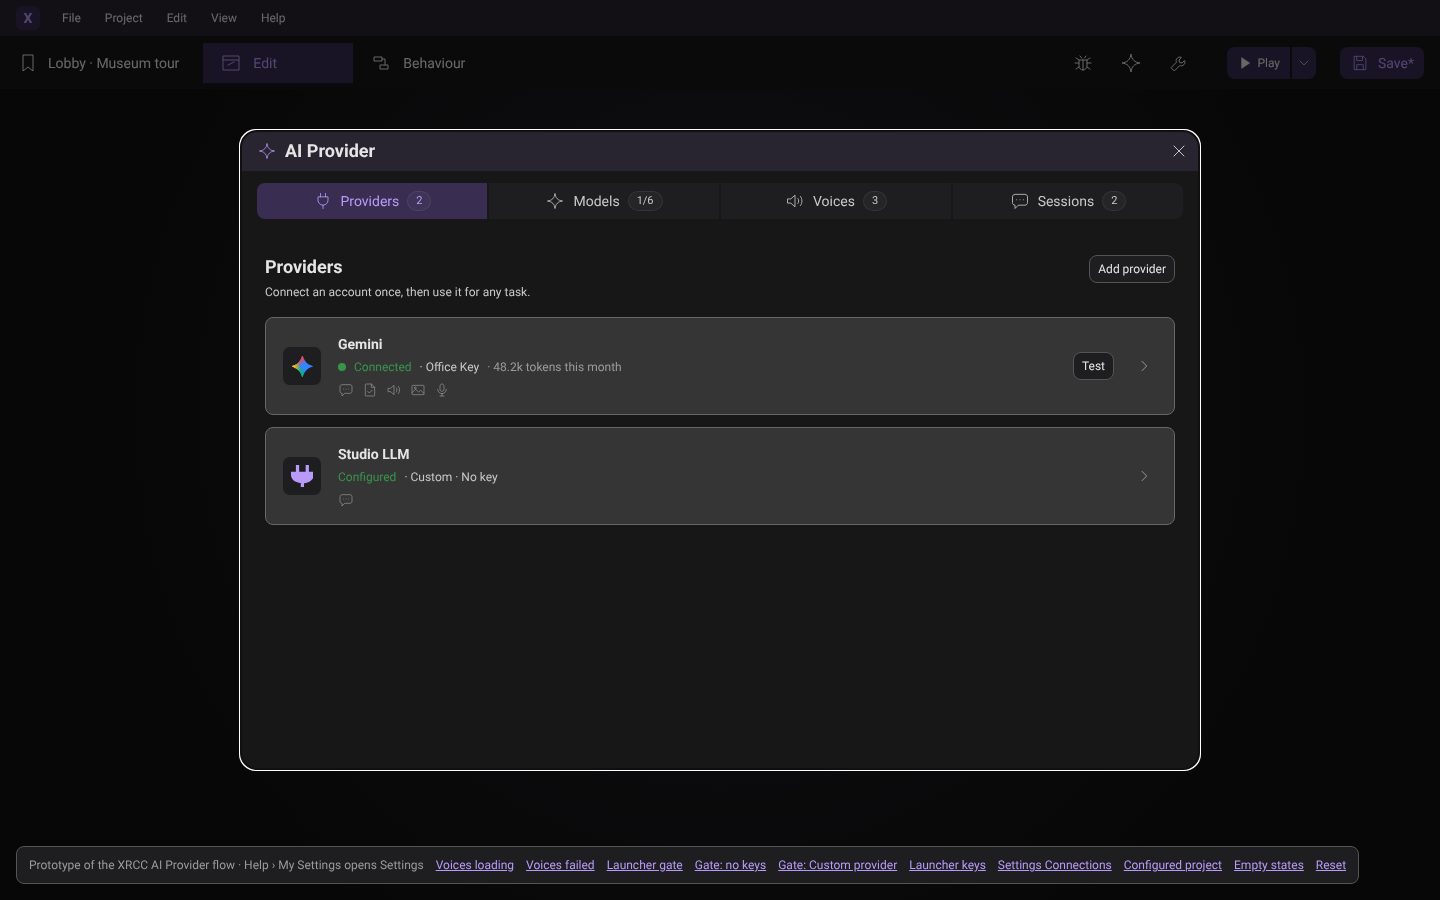 X File Project Edit View Help
Lobby · Museum tour Edit Behaviour Play Save*
AI Provider
Providers 2 Models 1/6 Voices 3 Sessions 2
Providers
Add provider
Connect an account once, then use it for any task.
Gemini
Connected · Office Key · 48.2k tokens this month
Test
Studio LLM
Configured · Custom · No key
Prototype of the XRCC AI Provider flow · Help › My Settings opens Settings Voices loading Voices failed Launcher gate Gate: no keys Gate: Custom provider Launcher keys Settings Connections Configured project Empty states Reset